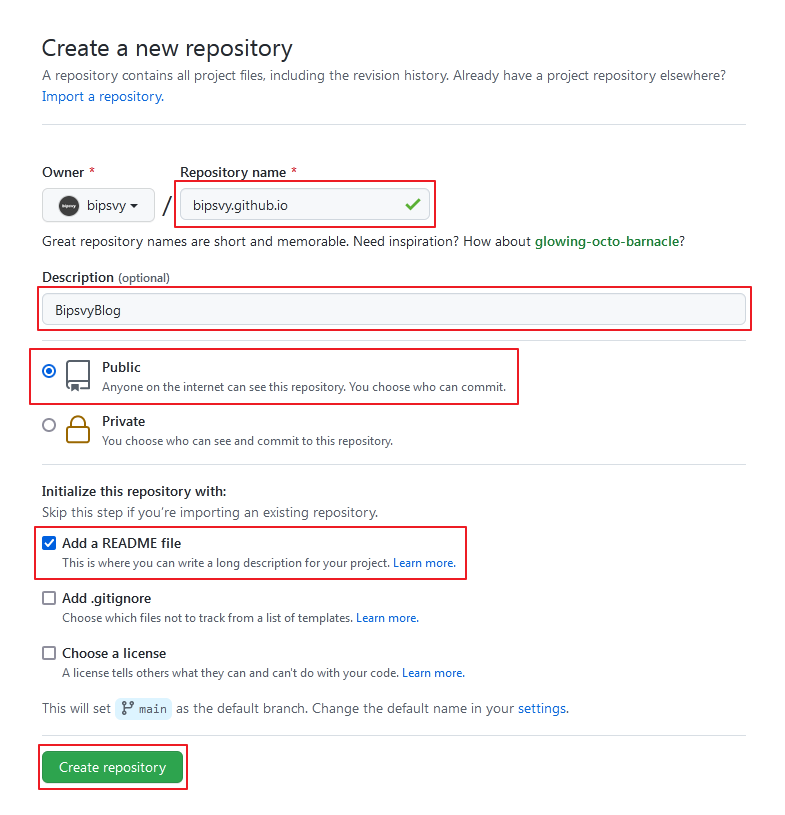 Create a new repository
A repository contains all project files, including the revision history. Already have a project repository elsewhere?
Import a repository.
Owner * Repository name *
bipsvy / bipsvy.github.io
Great repository names are short and memorable. Need inspiration? How about glowing-octo-barnacle?
Description (optional)
BipsvyBlog
Public
Anyone on the internet can see this repository. You choose who can commit.
Private
You choose who can see and commit to this repository.
Initialize this repository with:
Skip this step if you're importing an existing repository.
Add a README file
This is where you can write a long description for your project. Learn more.
Add .gitignore
Choose which files not to track from a list of templates. Learn more.
Choose a license
A license tells others what they can and can't do with your code. Learn more.
This will set main as the default branch. Change the default name in your settings.
Create repository